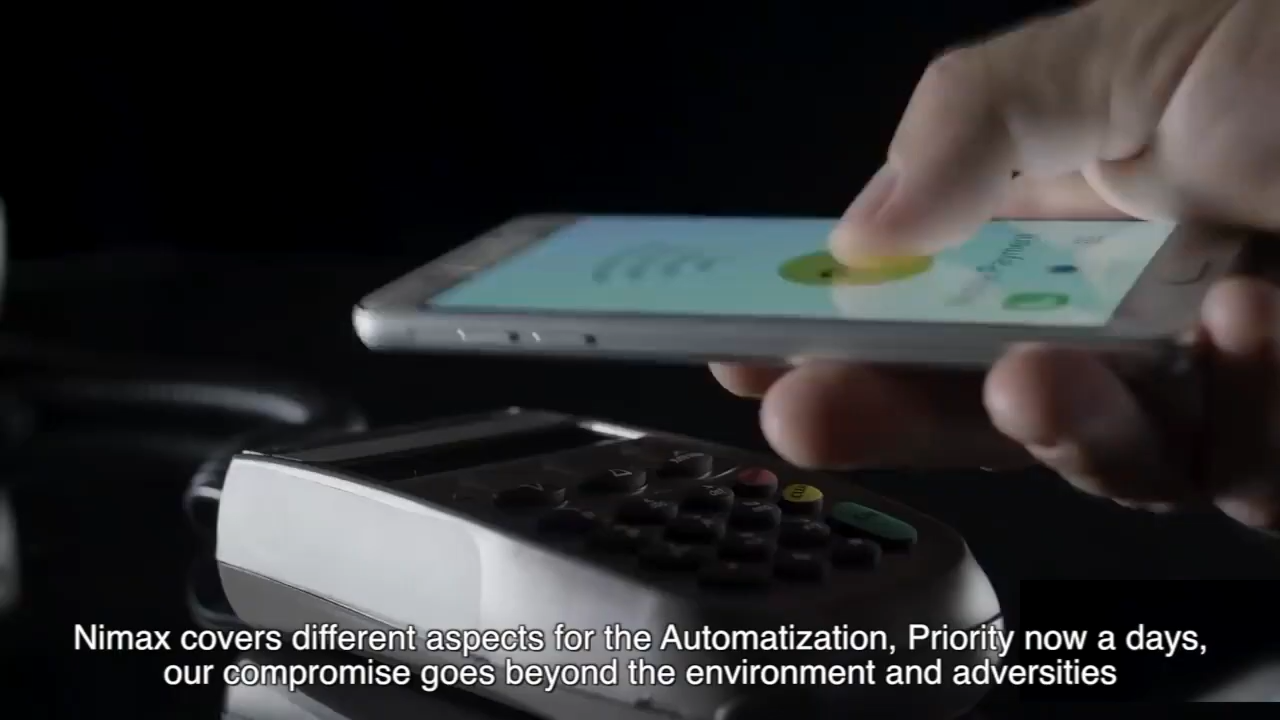 Nimax covers different aspects for the Automatization, Priority now a days,
our compromise goes beyond the environment and adversities